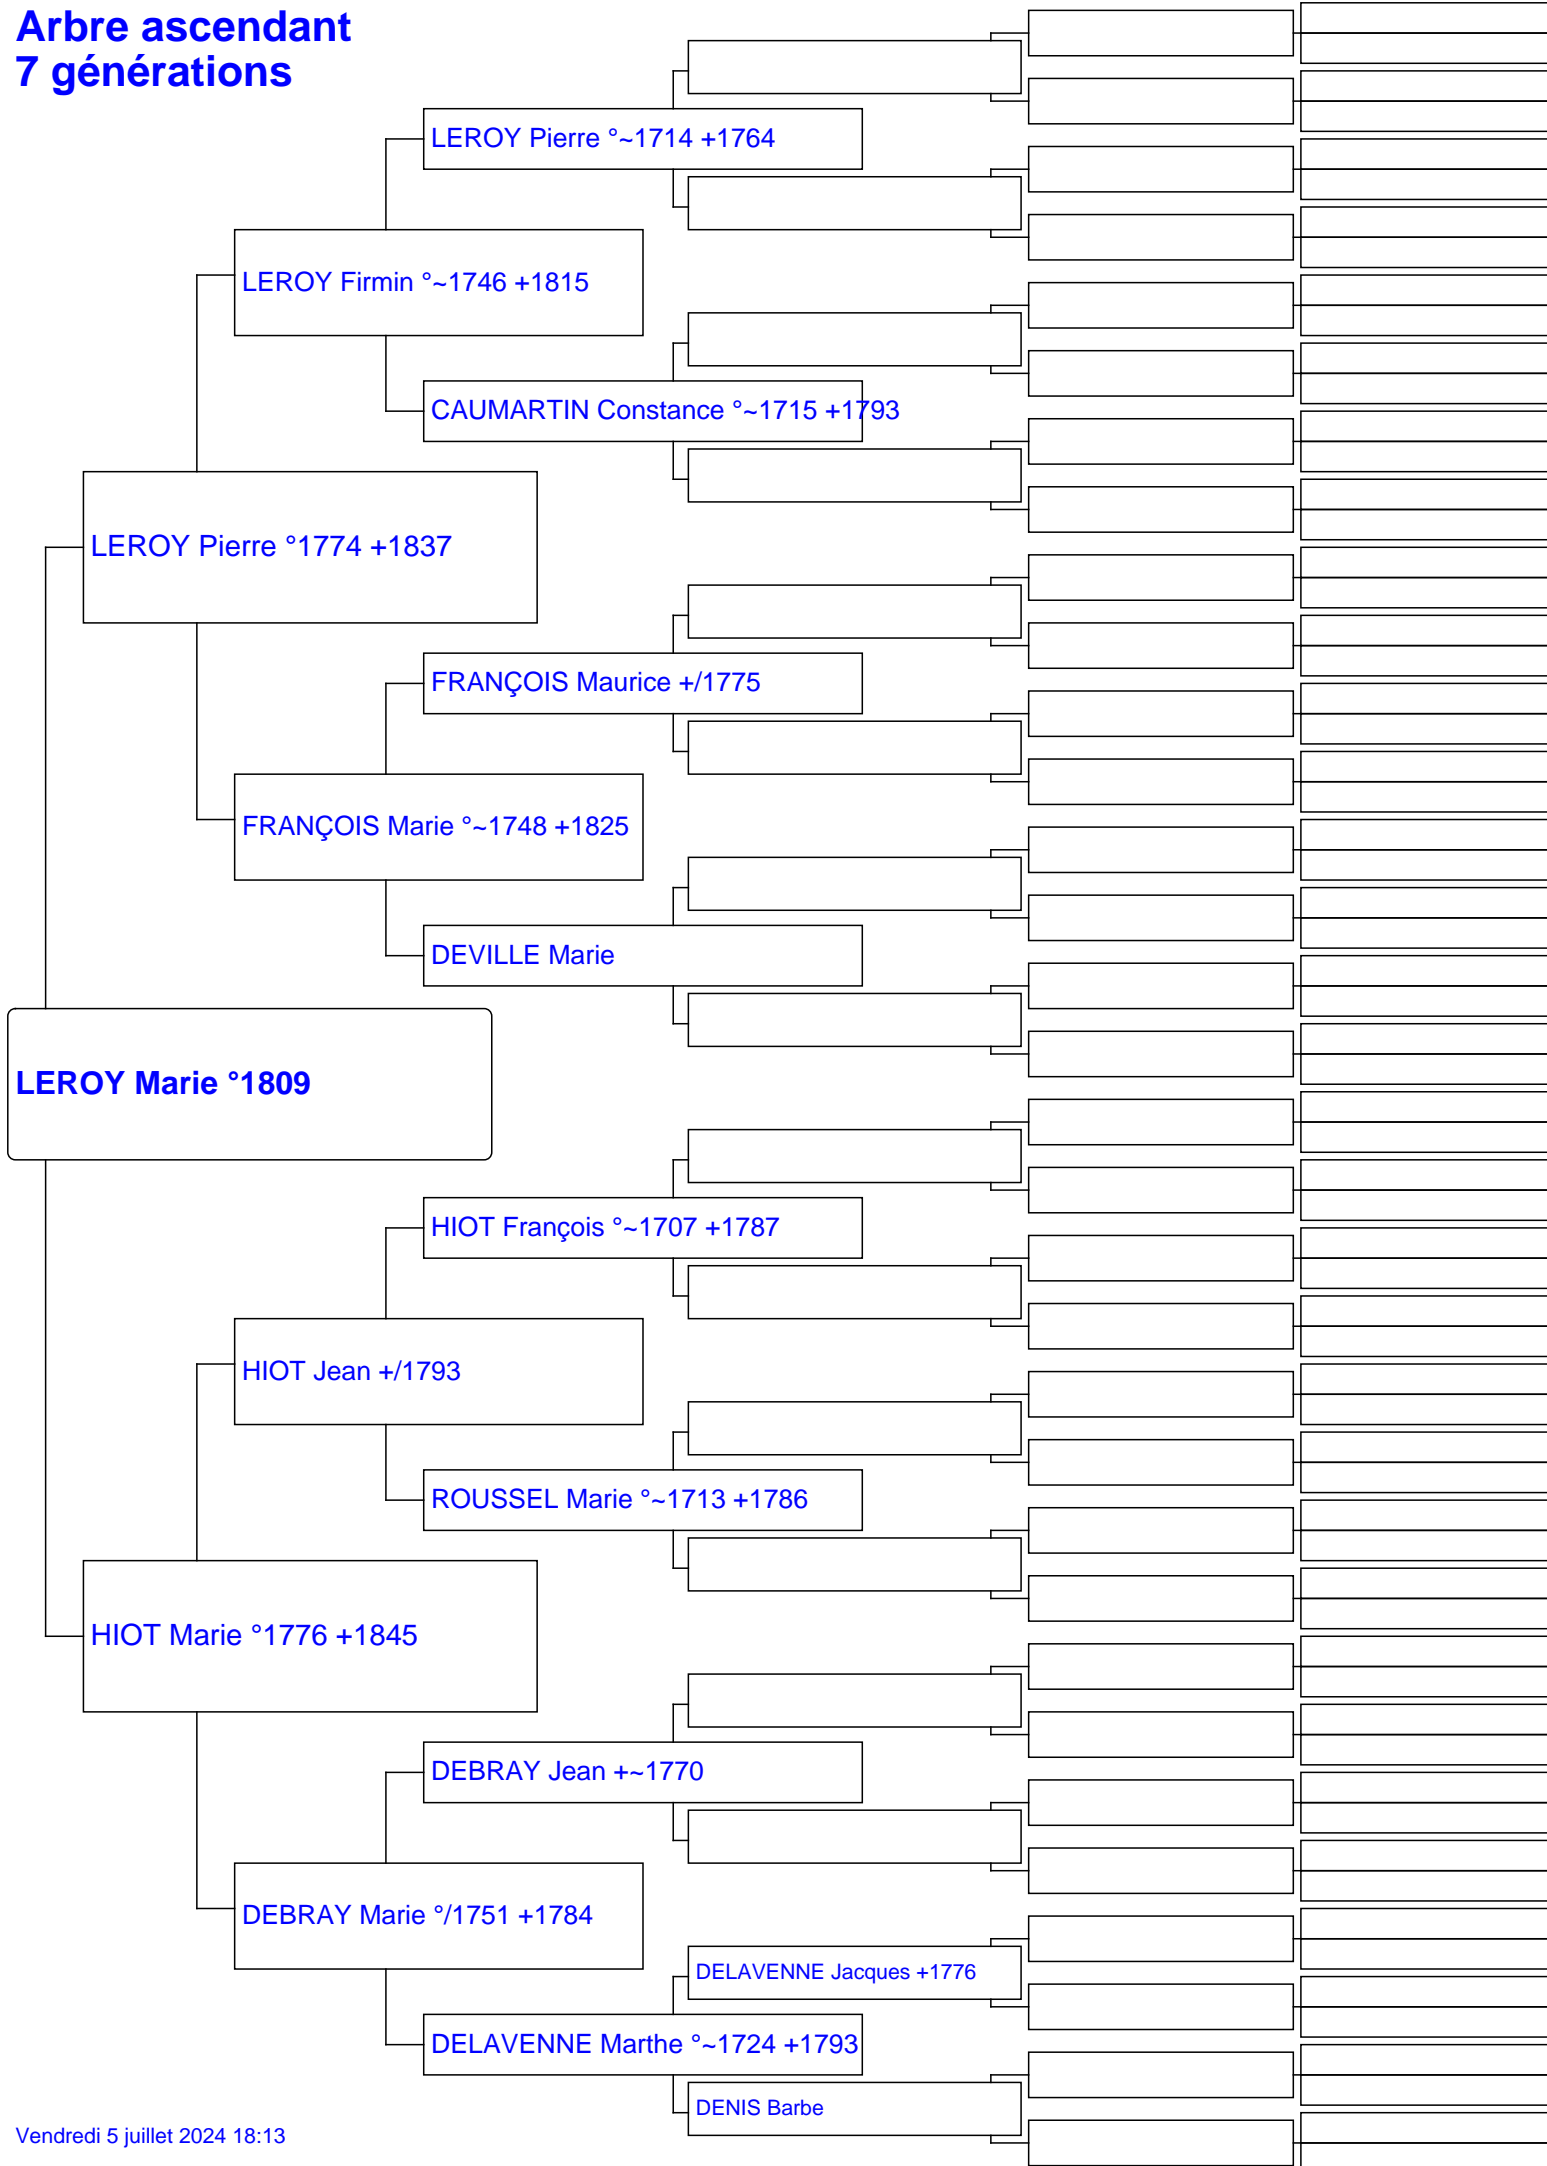 Arbre ascendant
7 générations
LEROY Pierre °~1714 +1764
LEROY Firmin °~1746 +1815
CAUMARTIN Constance °~1715 +1793
LEROY Pierre °1774 +1837
FRANÇOIS Maurice +/1775
FRANÇOIS Marie °~1748 +1825
DEVILLE Marie
LEROY Marie °1809
HIOT François °~1707 +1787
HIOT Jean +/1793
ROUSSEL Marie °~1713 +1786
HIOT Marie °1776 +1845
DEBRAY Jean +~1770
DEBRAY Marie °/1751 +1784
DELAVENNE Jacques +1776
DELAVENNE Marthe °~1724 +1793
DENIS Barbe
Vendredi 5 juillet 2024 18:13